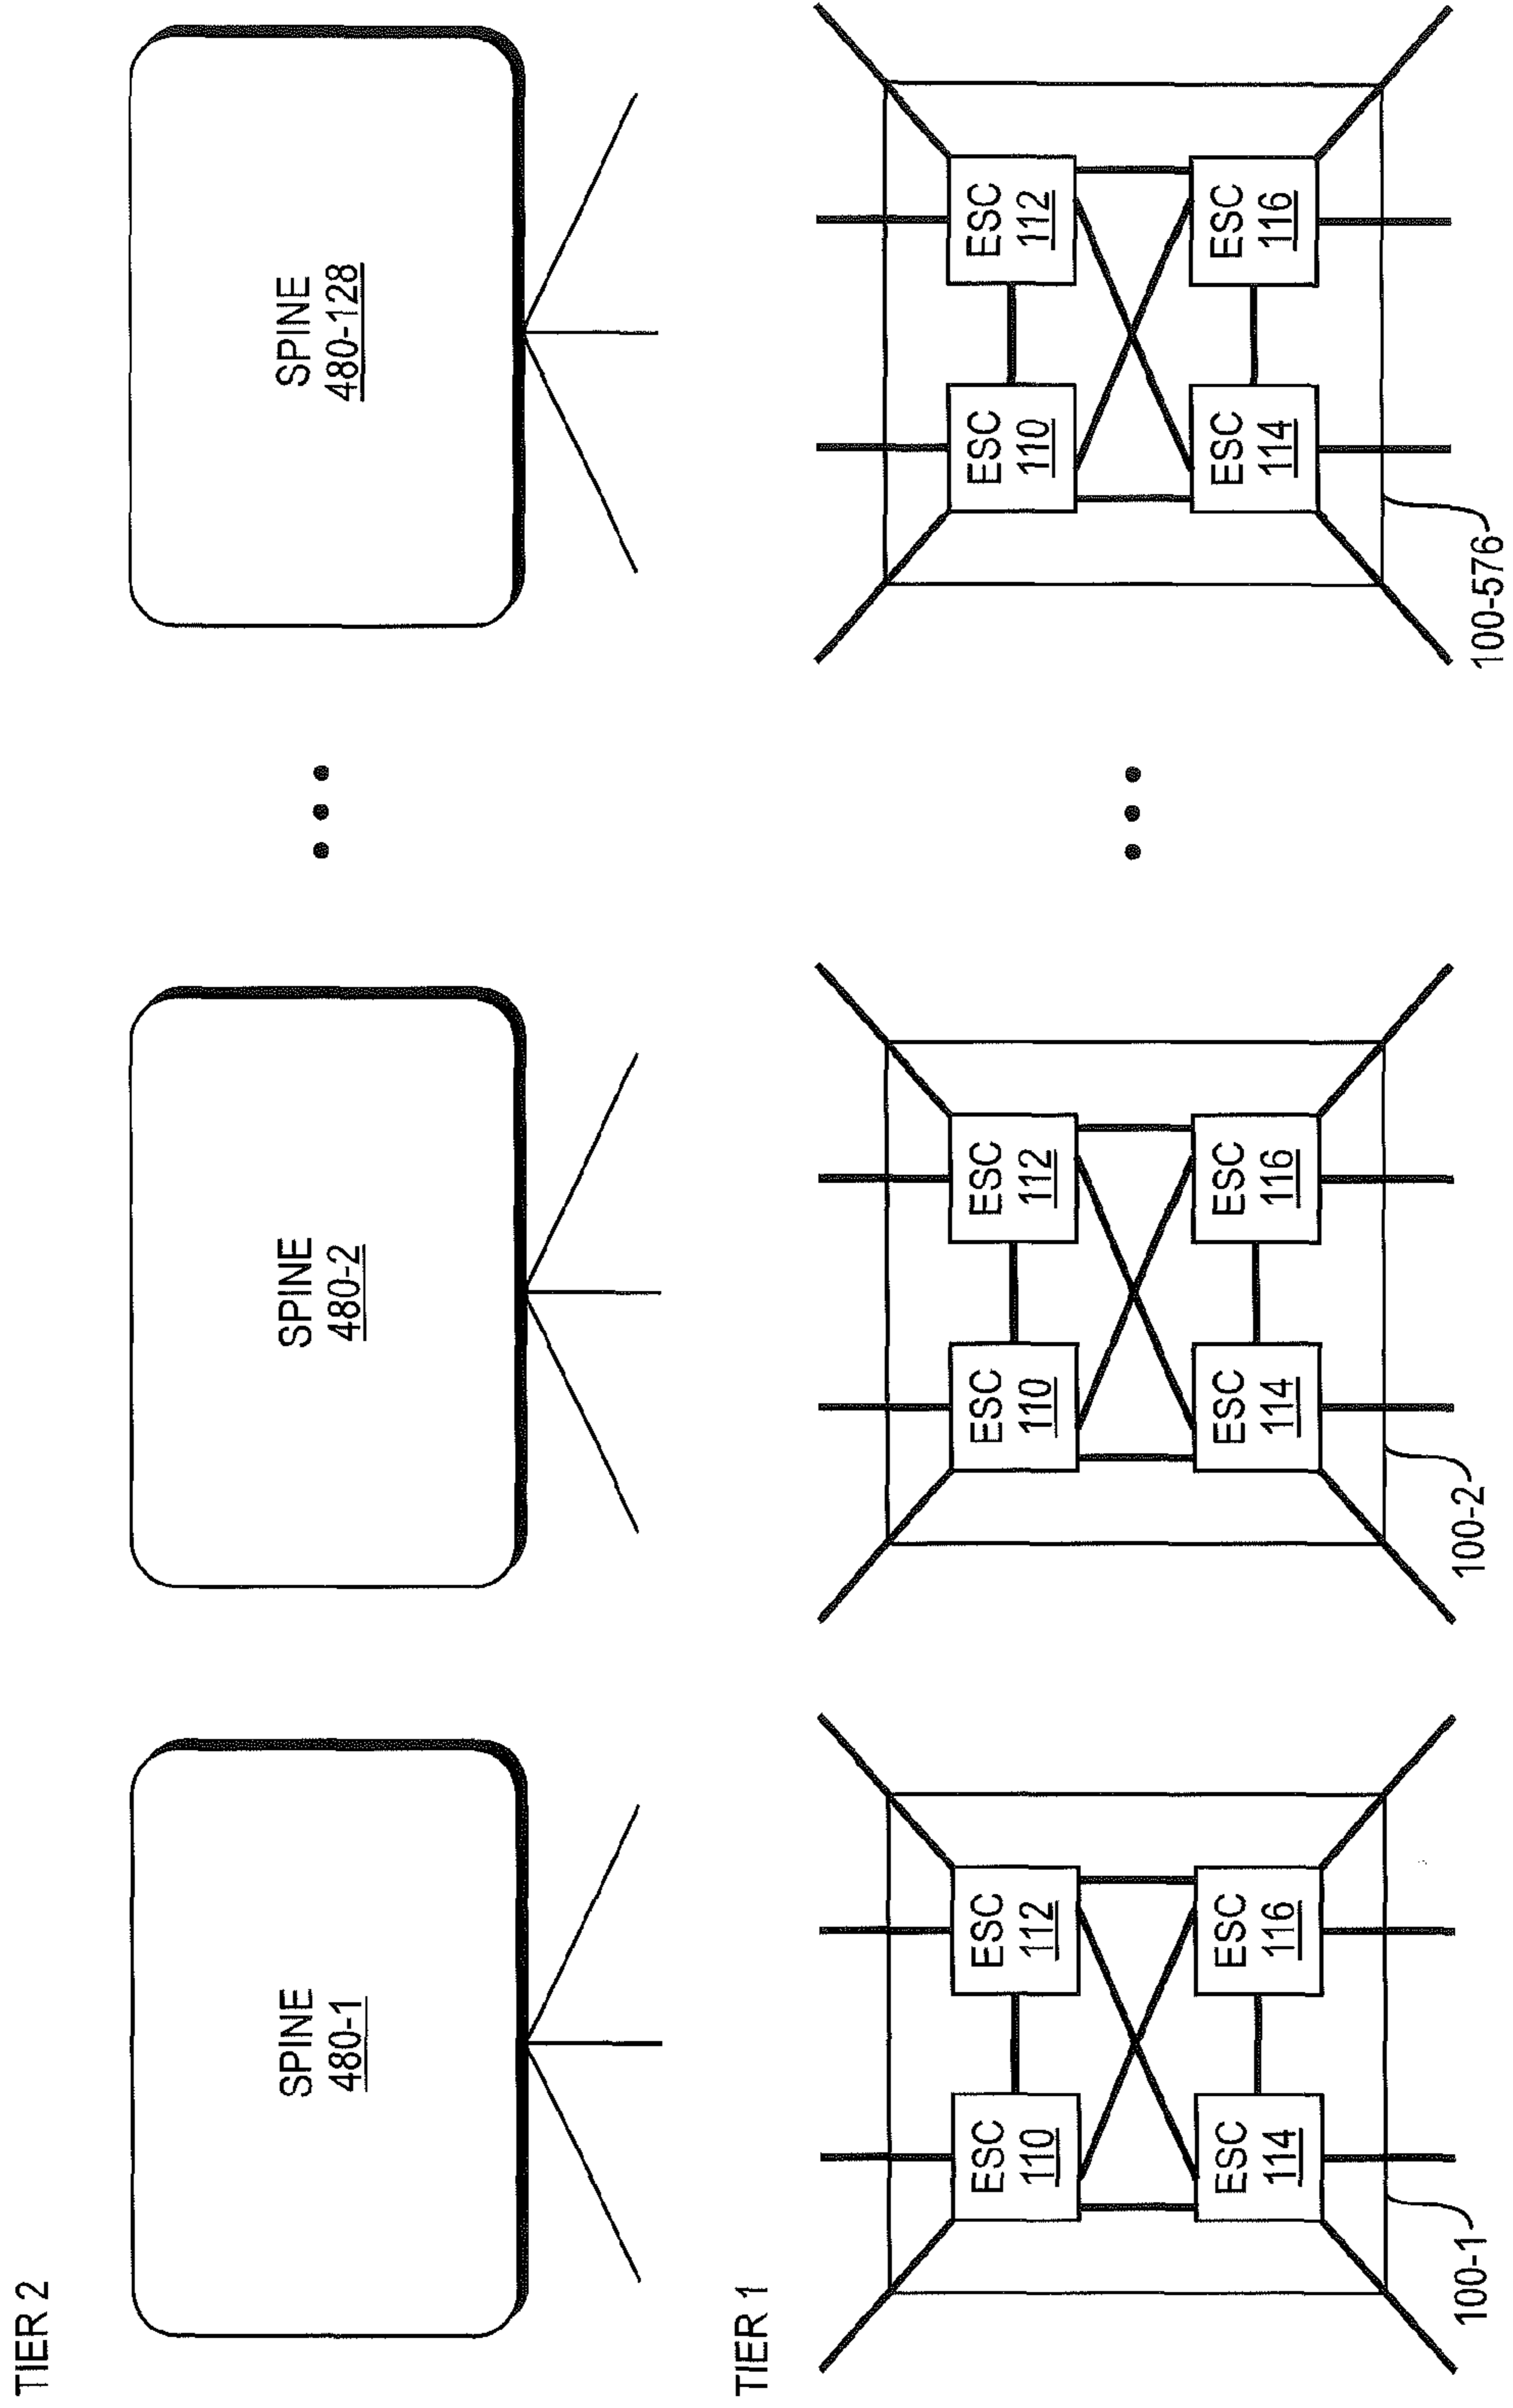 TIER 2
SPINE
480-1
SPINE
480-2
SPINE
480-128
TIER 1
ESC
110
ESC
112
ESC
114
ESC
116
100-1
ESC
110
ESC
112
ESC
114
ESC
116
100-2
ESC
110
ESC
112
ESC
114
ESC
116
100-576